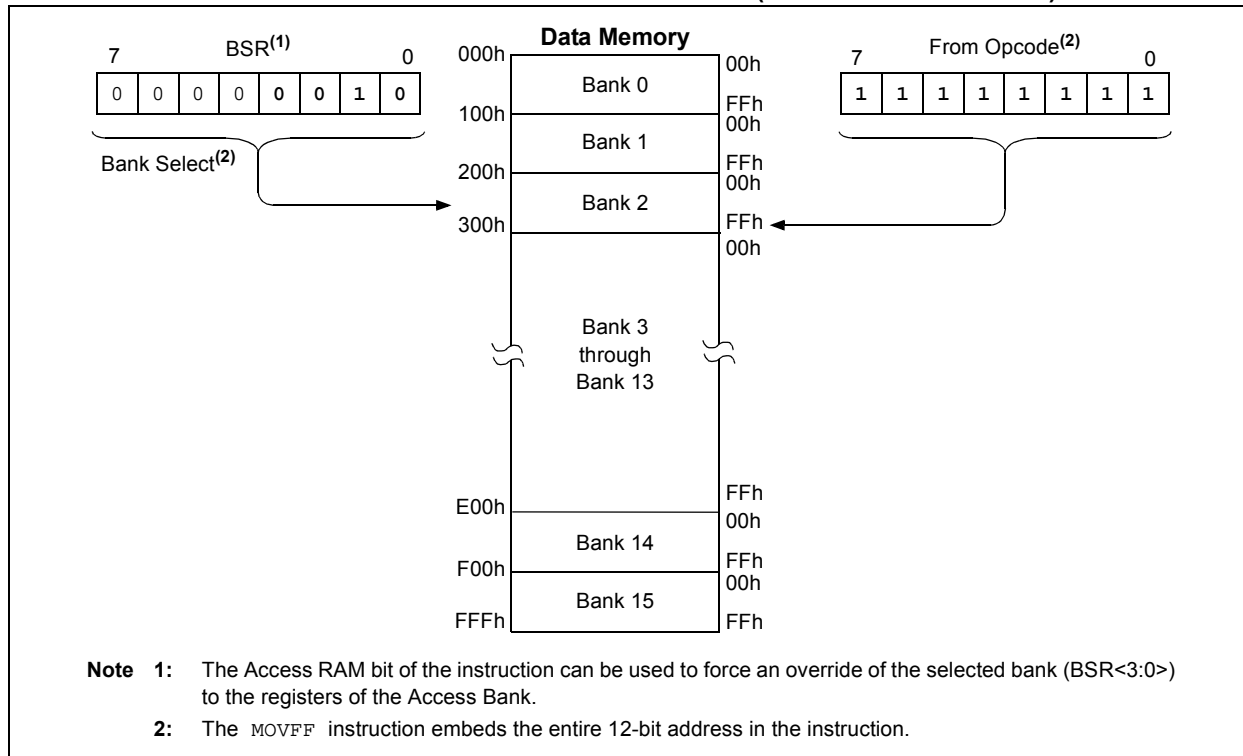 Data Memory
7 BSR(1) 0
0 0 0 0 0 0 1 0
Bank Select(2)
000h
100h
200h
300h
E00h
F00h
FFFh
Bank 0
Bank 1
Bank 2
Bank 3
through
Bank 13
Bank 14
Bank 15
00h
FFh
00h
FFh
00h
FFh
00h
FFh
00h
FFh
00h
FFh
7 From Opcode(2) 0
1 1 1 1 1 1 1 1
Note 1: The Access RAM bit of the instruction can be used to force an override of the selected bank (BSR<3:0>)
to the registers of the Access Bank.
2: The MOVFF instruction embeds the entire 12-bit address in the instruction.